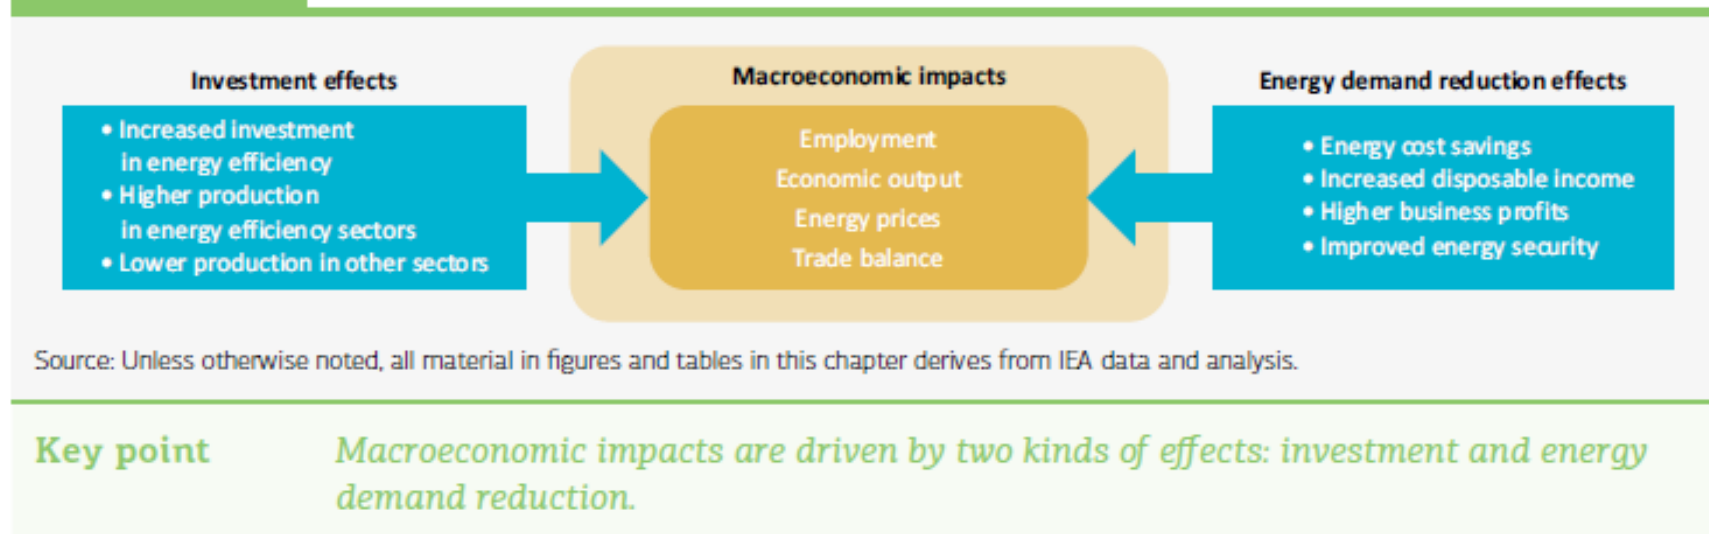 Investment effects
• Increased investment
in energy efficiency
• Higher production
in energy efficiency sectors
• Lower production in other sectors
Macroeconomic impacts
Employment
Economic output
Energy prices
Trade balance
Energy demand reduction effects
• Energy cost savings
• Increased disposable income
• Higher business profits
• Improved energy security
Source: Unless otherwise noted, all material in figures and tables in this chapter derives from IEA data and analysis.
Key point
Macroeconomic impacts are driven by two kinds of effects: investment and energy
demand reduction.